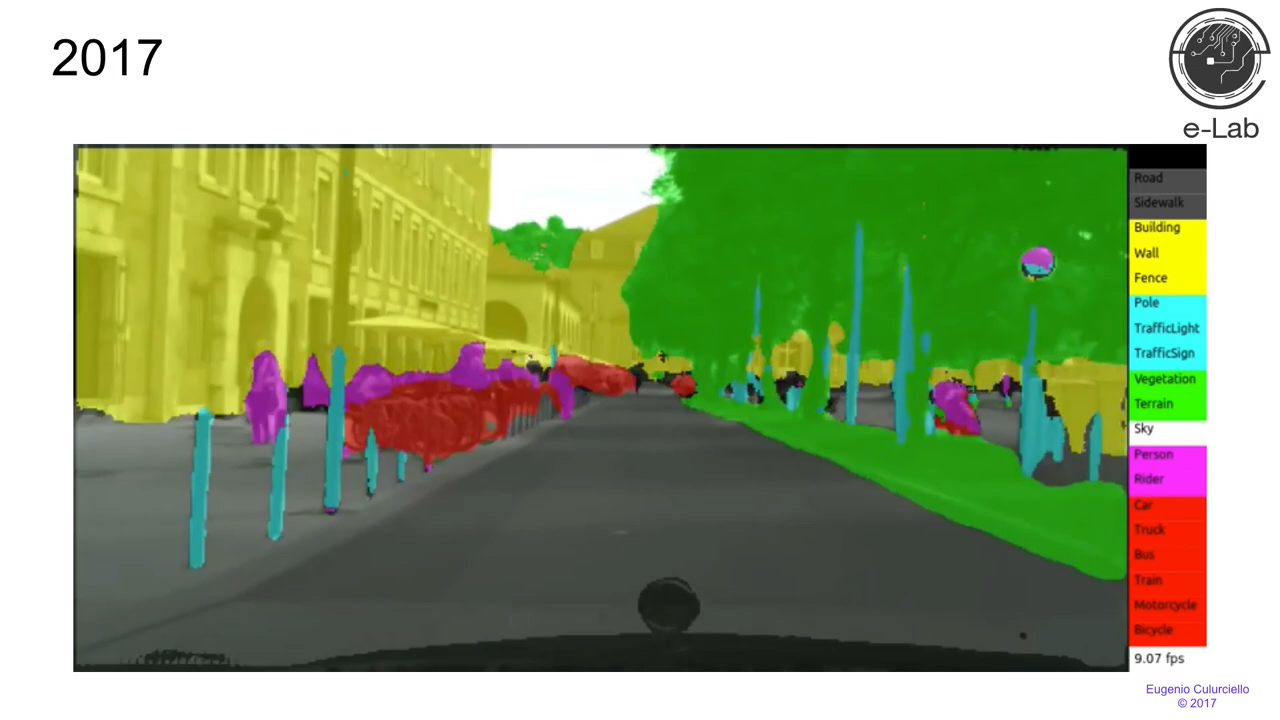 2017
e-Lab
Road
Sidewalk
Building
Wall
Fence
Pole
TrafficLight
TrafficSign
Vegetation
Terrain
Sky
Person
Rider
Car
Truck
Bus
Train
Motorcycle
Bicycle
9.07 fps
Eugenio Culurciello
© 2017